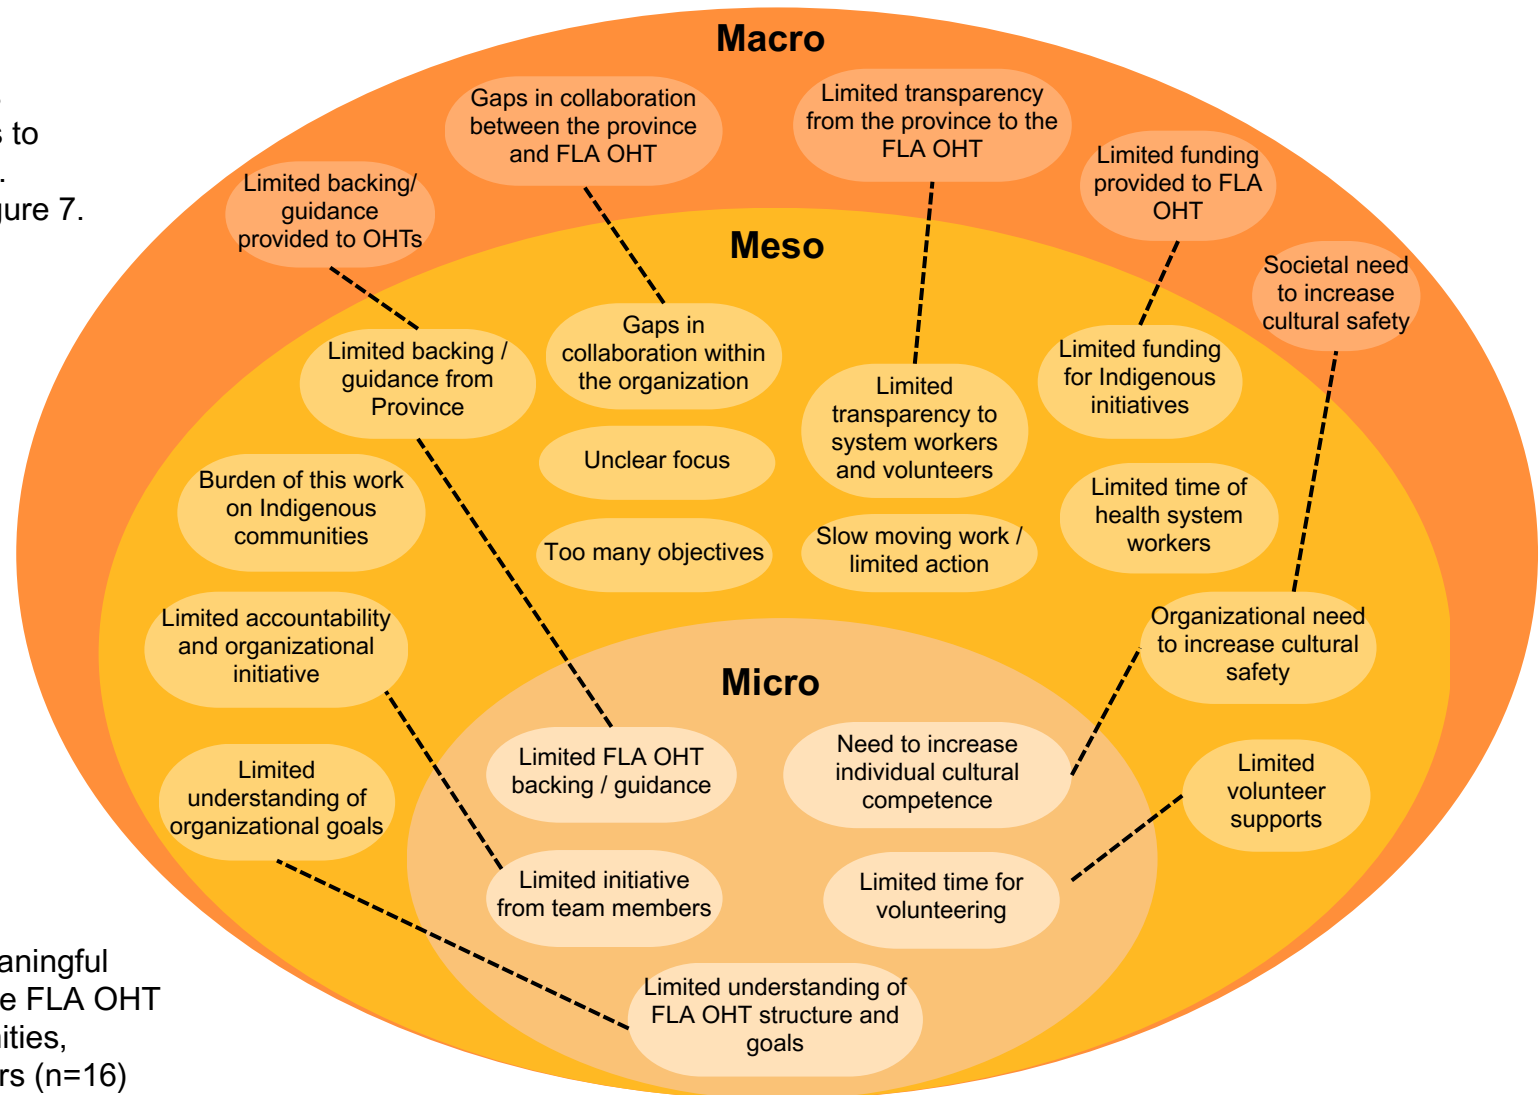 s to
.
gure 7.
Macro
Gaps in collaboration
between the province
and FLA OHT
Limited transparency
from the province to the
FLA OHT
Limited backing/
guidance
provided to OHTs
Limited funding
provided to FLA
OHT
Societal need
to increase
cultural safety
Meso
Limited backing /
guidance from
Province
Gaps in
collaboration within
the organization
Limited
transparency to
system workers
and volunteers
Limited funding
for Indigenous
initiatives
Burden of this work
on Indigenous
communities
Unclear focus
Limited time of
health system
workers
Too many objectives
Slow moving work /
limited action
Limited accountability
and organizational
initiative
Organizational need
to increase cultural
safety
Limited
understanding of
organizational goals
Limited
volunteer
supports
Micro
Limited FLA OHT
backing / guidance
Need to increase
individual cultural
competence
Limited initiative
from team members
Limited time for
volunteering
Limited understanding of
FLA OHT structure and
goals
aningful
e FLA OHT
nities,
rs (n=16)